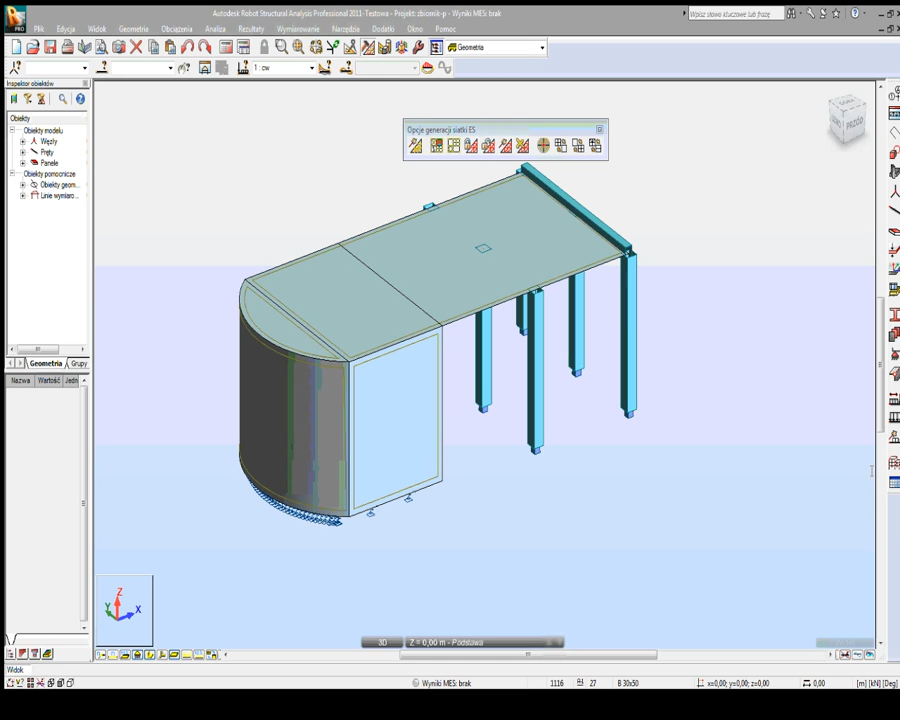 Autodesk Robot Structural Analysis Professional 2011-Testowa - Projekt: zbiornik-p - Wyniki MES: brak
Wpisz słowo kluczowe lub frazę
PRO
Plik Edycja Widok Geometria Obciążenia Analiza Rezultaty Wymiarowanie Narzędzia Dodatki Okno Pomoc
Geometria
1 : cw
Inspektor obiektów
Obiekty
Obiekty modelu
Węzły
Pręty
Panele
Obiekty pomocnicze
Obiekty geom...
Linie wymiaro...
Opcje generacji siatki ES
PRZÓD
Geometria Grupy
Nazwa Wartość Jedn
Z
Y X
3D Z = 0,00 m - Podstawa
Widok
Wyniki MES: brak 1116 27 B 30x50 x=0,00; y=0,00; z=0,00 0,00 [m] [kN] [Deg]